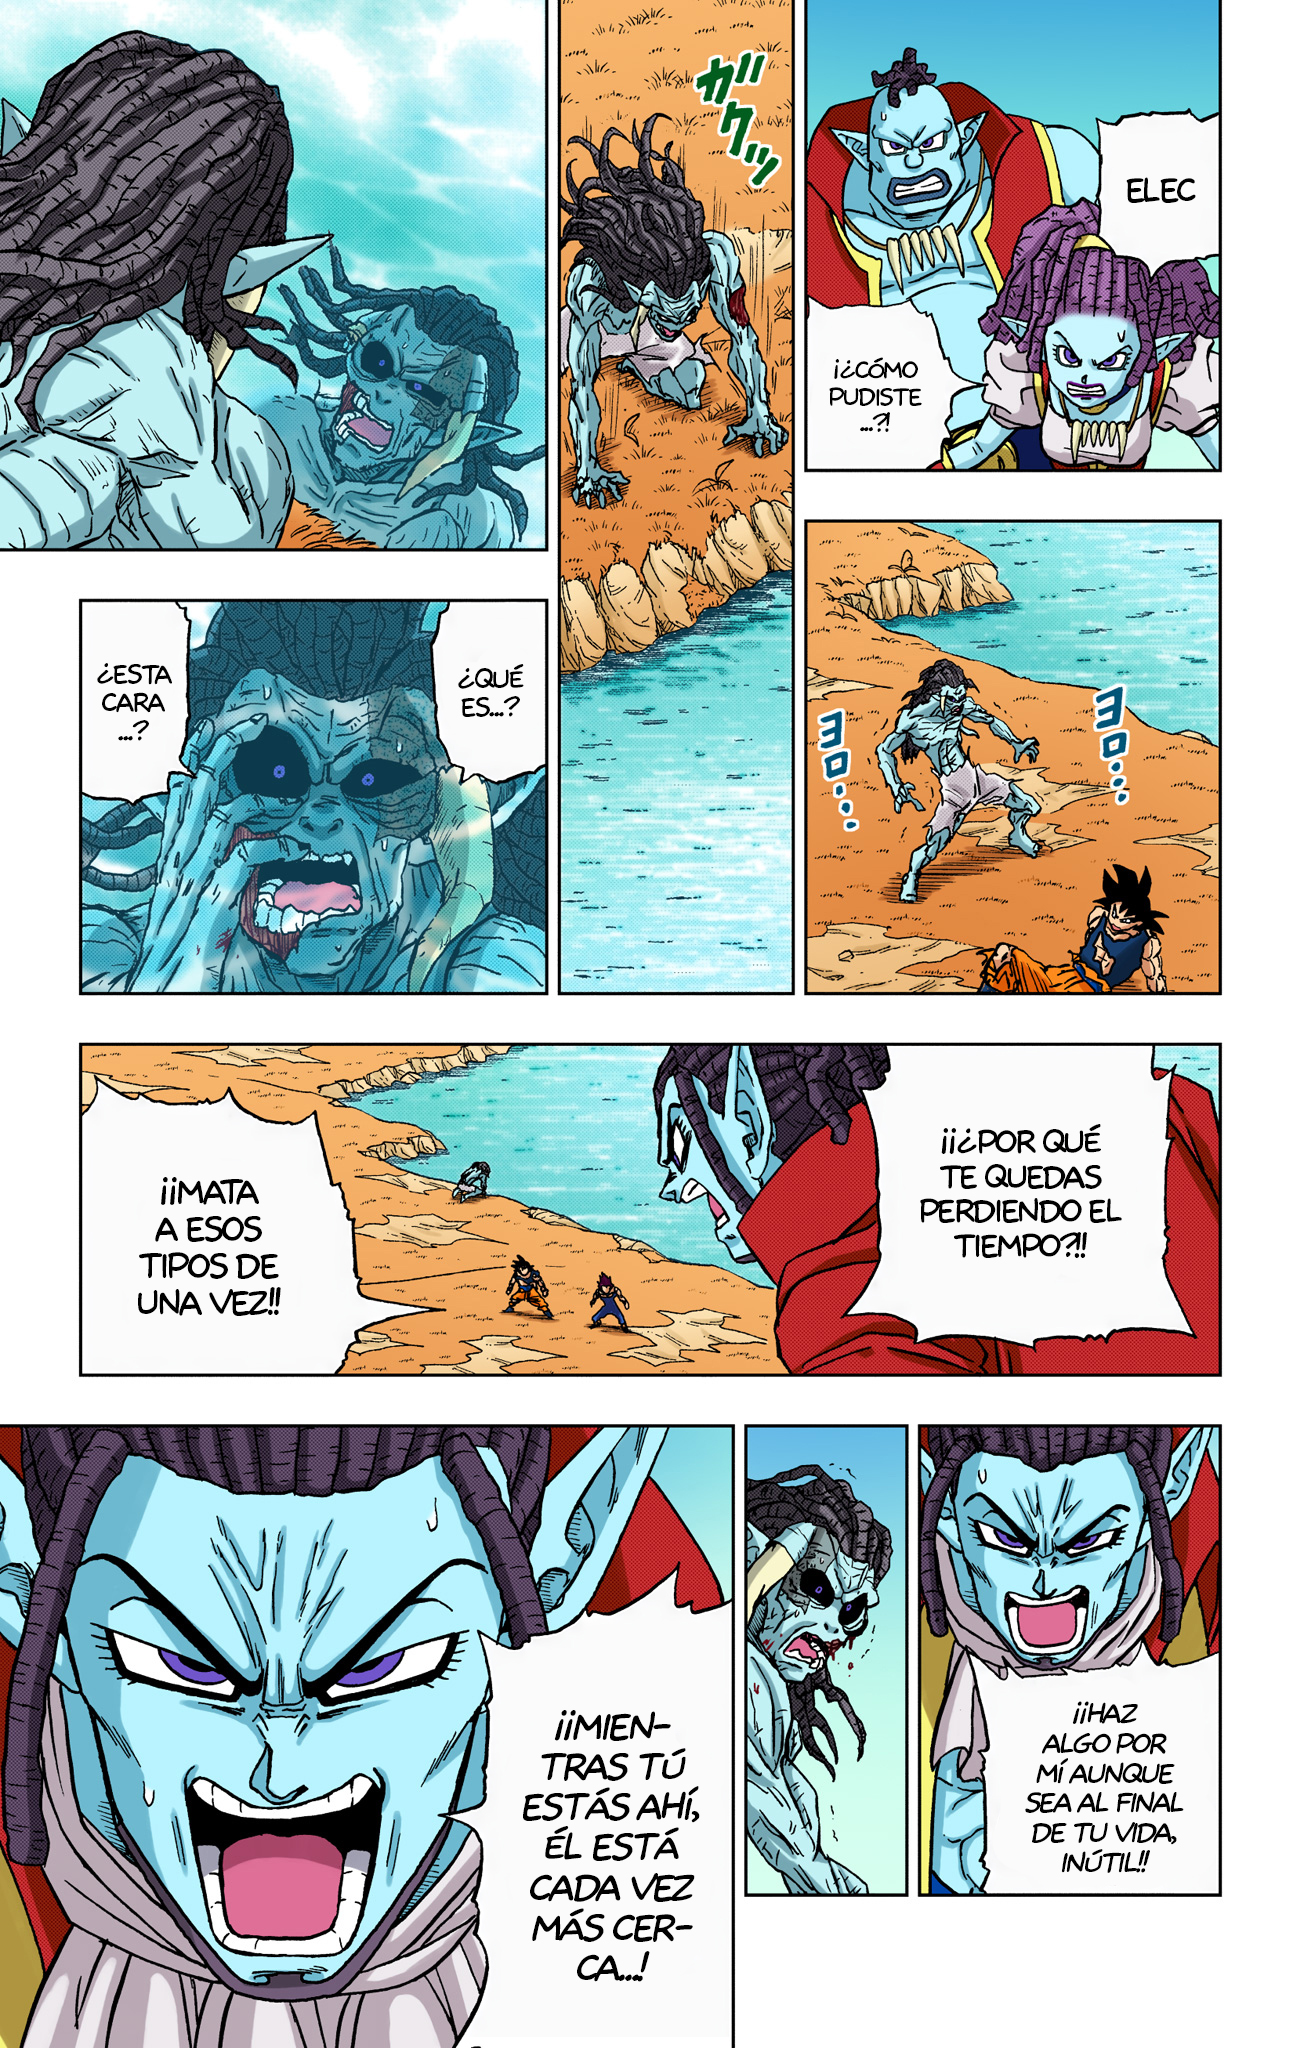 ELEC
¡¿CÓMO
PUDISTE
...?!
ガクッ
ヨロ・・・
ヨロ・・・
¿QUÉ
ES...?
¿ESTA
CARA
...?
¡¡¿POR QUÉ
TE QUEDAS
PERDIENDO EL
TIEMPO?!!
¡¡MATA
A ESOS
TIPOS DE
UNA VEZ!!
¡¡HAZ
ALGO POR
MÍ AUNQUE
SEA AL FINAL
DE TU VIDA,
INÚTIL!!
¡¡MIEN-
TRAS TÚ
ESTÁS AHÍ,
ÉL ESTÁ
CADA VEZ
MÁS CER-
CA...!